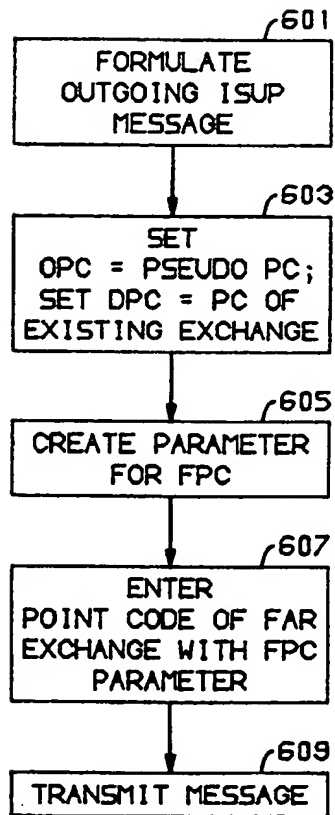 601
FORMULATE
OUTGOING ISUP
MESSAGE
603
SET
OPC = PSEUDO PC;
SET DPC = PC OF
EXISTING EXCHANGE
605
CREATE PARAMETER
FOR FPC
607
ENTER
POINT CODE OF FAR
EXCHANGE WITH FPC
PARAMETER
609
TRANSMIT MESSAGE